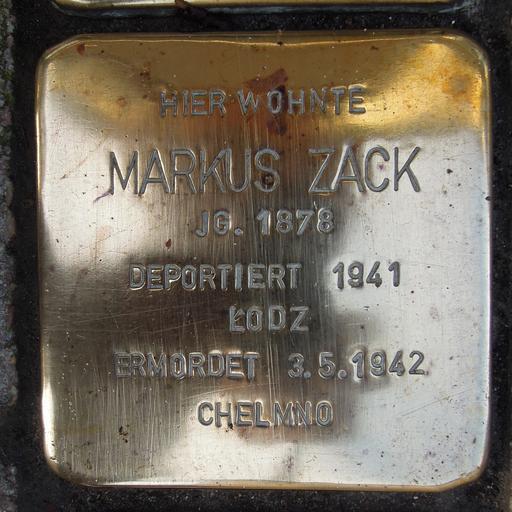 HIER WOHNTE
MARKUS ZACK
JG. 1878
DEPORTIERT 1941
ŁODZ
ERMORDET 3.5.1942
CHELMNO